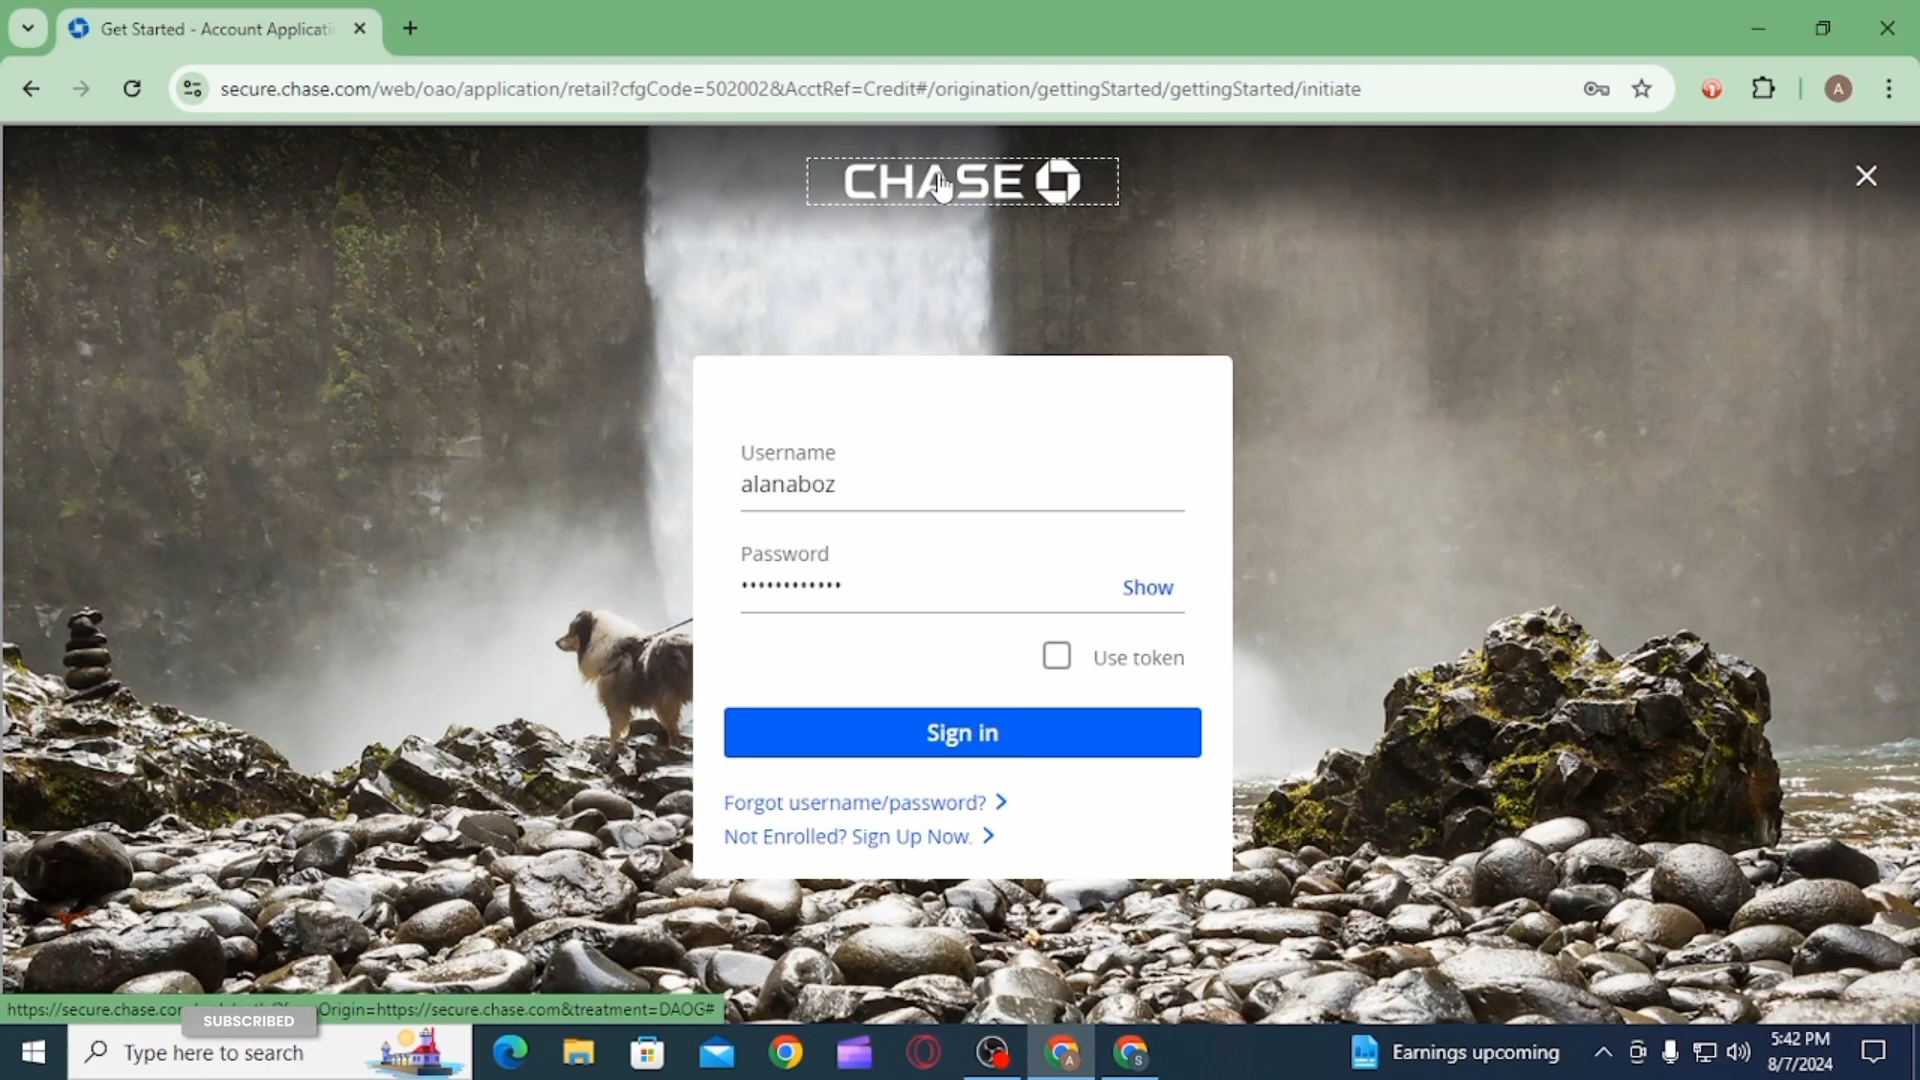 Get Started - Account Applicati
secure.chase.com/web/oao/application/retail?cfgCode=502002&AcctRef=Credit#/origination/gettingStarted/gettingStarted/initiate
A
CHASE
Username
alanaboz
Password
••••••••••••
Show
Use token
Sign in
Forgot username/password?
Not Enrolled? Sign Up Now.
https://secure.chase.com Origin=https://secure.chase.com&treatment=DAOG#
SUBSCRIBED
Type here to search
A
S
Earnings upcoming
5:42 PM
8/7/2024